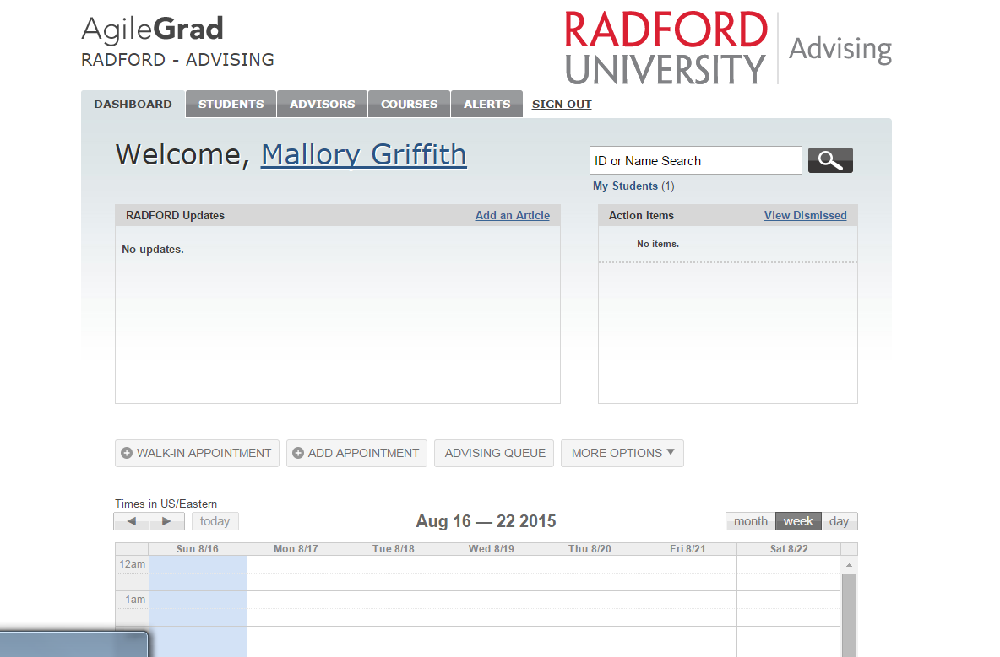 AgileGrad
RADFORD - ADVISING
RADFORD
UNIVERSITY
Advising
DASHBOARD STUDENTS ADVISORS COURSES ALERTS SIGN OUT
Welcome, Mallory Griffith
ID or Name Search
My Students (1)
RADFORD Updates Add an Article
No updates.
Action Items View Dismissed
No items.
WALK-IN APPOINTMENT ADD APPOINTMENT ADVISING QUEUE MORE OPTIONS ▼
Times in US/Eastern
◄ ► today Aug 16 — 22 2015 month week day
Sun 8/16 Mon 8/17 Tue 8/18 Wed 8/19 Thu 8/20 Fri 8/21 Sat 8/22
12am
1am